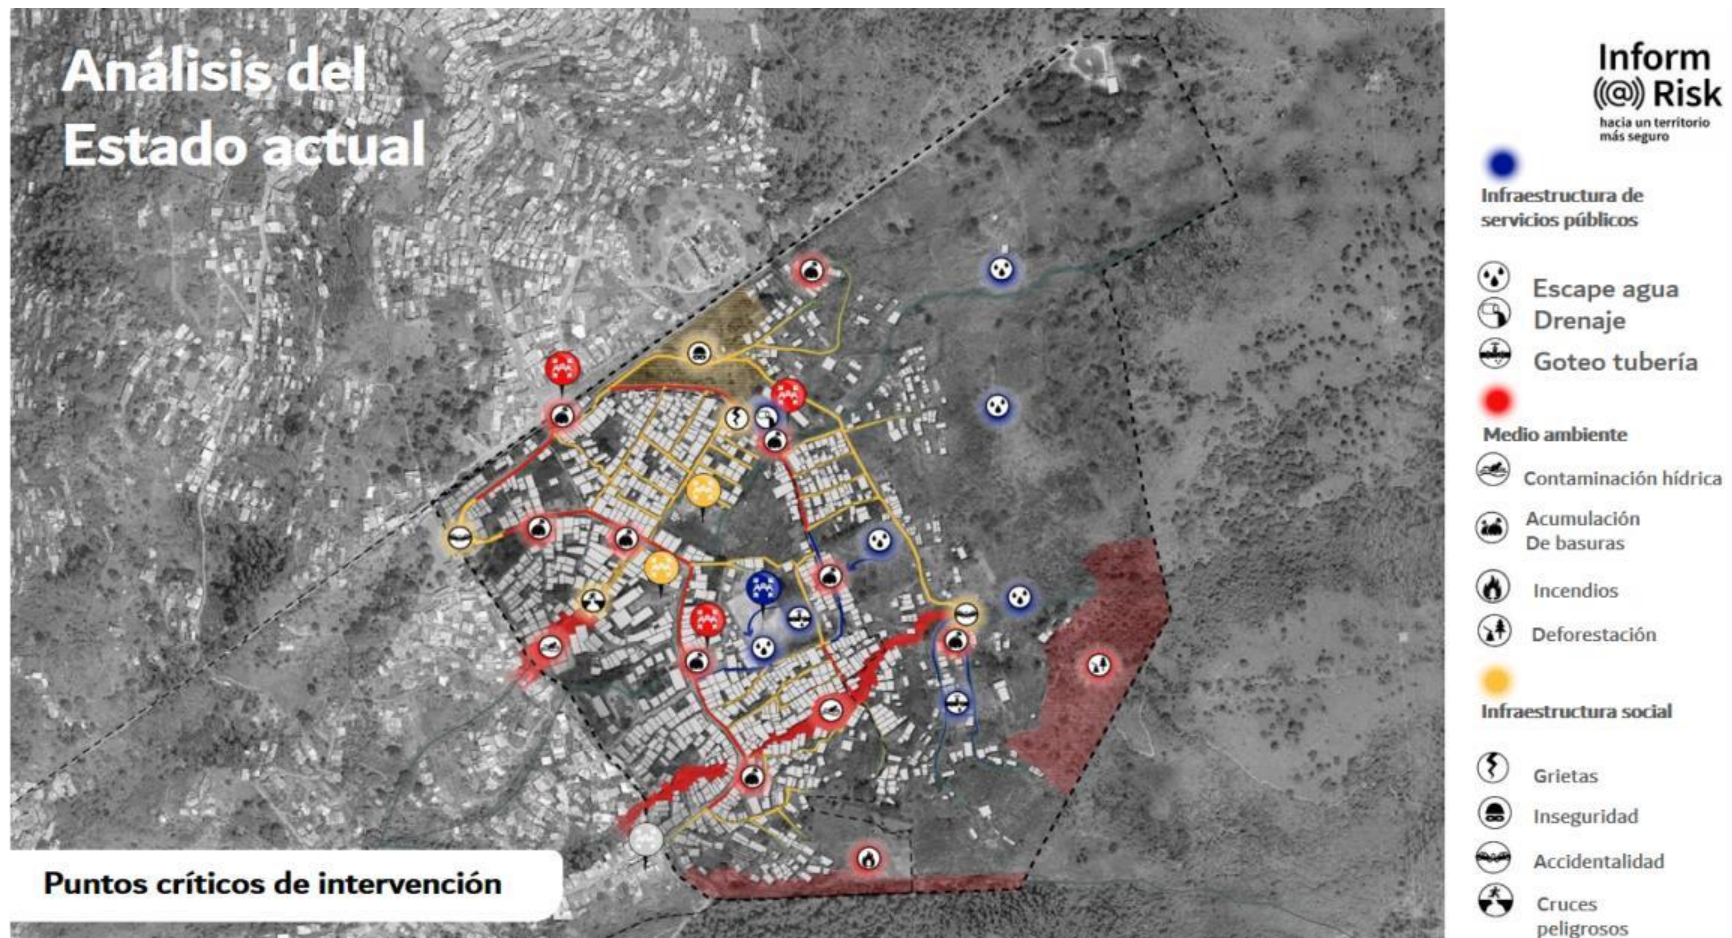 Análisis del
Estado actual
Inform
((@)) Risk
hacia un territorio
más seguro
Infraestructura de
servicios públicos
Escape agua
Drenaje
Goteo tubería
Medio ambiente
Contaminación hídrica
Acumulación
De basuras
Incendios
Deforestación
Infraestructura social
Grietas
Inseguridad
Accidentalidad
Cruces
peligrosos
Puntos críticos de intervención